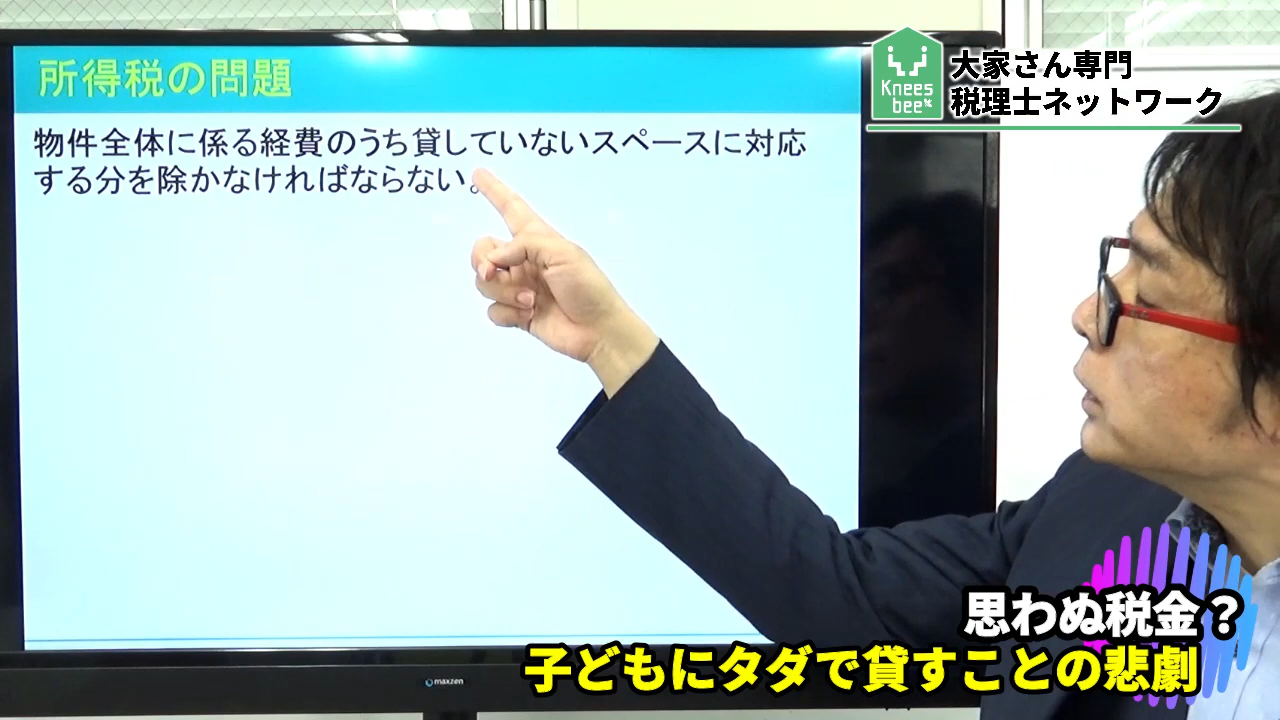 所得税の問題
物件全体に係る経費のうち貸していないスペースに対応
する分を除かなければならない。
Knees
bee税
大家さん専門
税理士ネットワーク
思わぬ税金？
子どもにタダで貸すことの悲劇
maxzen